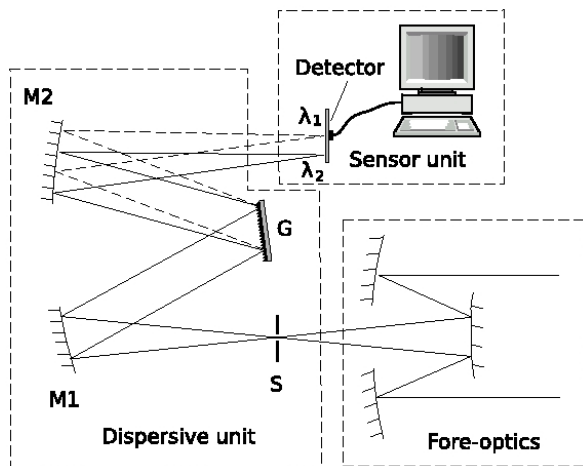 Detector
M2
λ1
λ2
Sensor unit
G
M1
S
Dispersive unit
Fore-optics